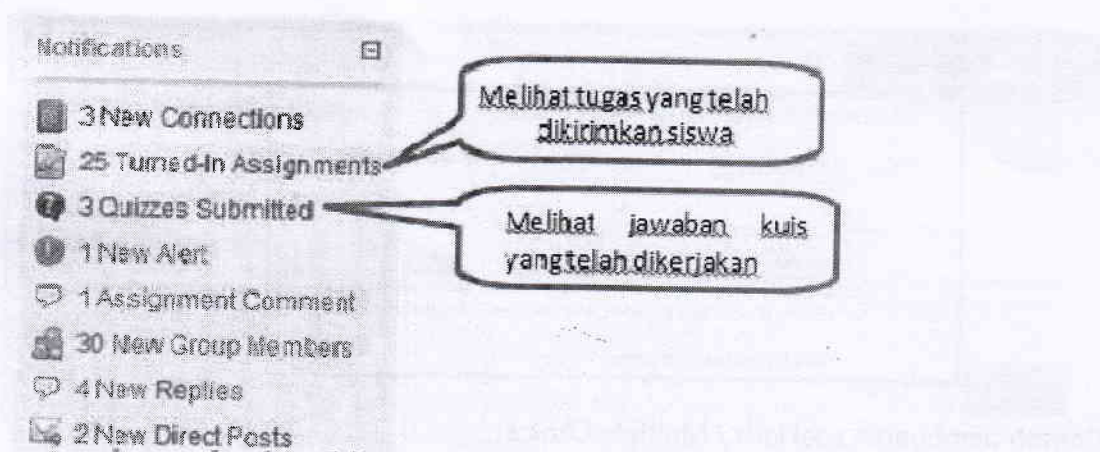 Notifications
3 New Connections
25 Turned-In Assignments
3 Quizzes Submitted
1 New Alert
1 Assignment Comment
30 New Group Members
4 New Replies
2 New Direct Posts
Melihat tugas yang telah
dikirimkan siswa
Melihat jawaban kuis
yang telah dikerjakan